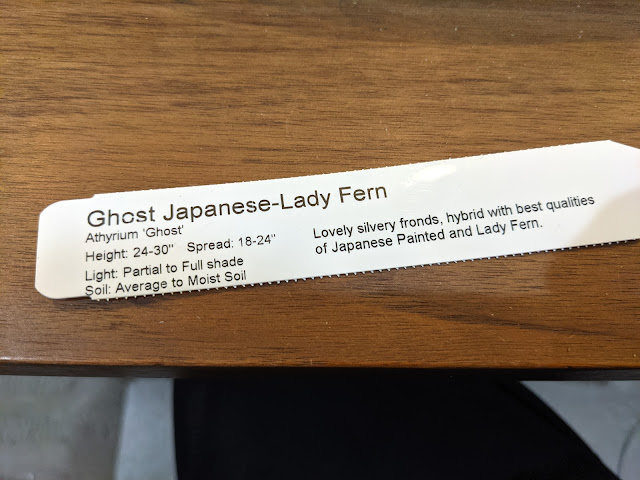 Ghost Japanese-Lady Fern
Athyrium 'Ghost'
Height: 24-30" Spread: 18-24"
Light: Partial to Full shade
Soil: Average to Moist Soil
Lovely silvery fronds, hybrid with best qualities
of Japanese Painted and Lady Fern.